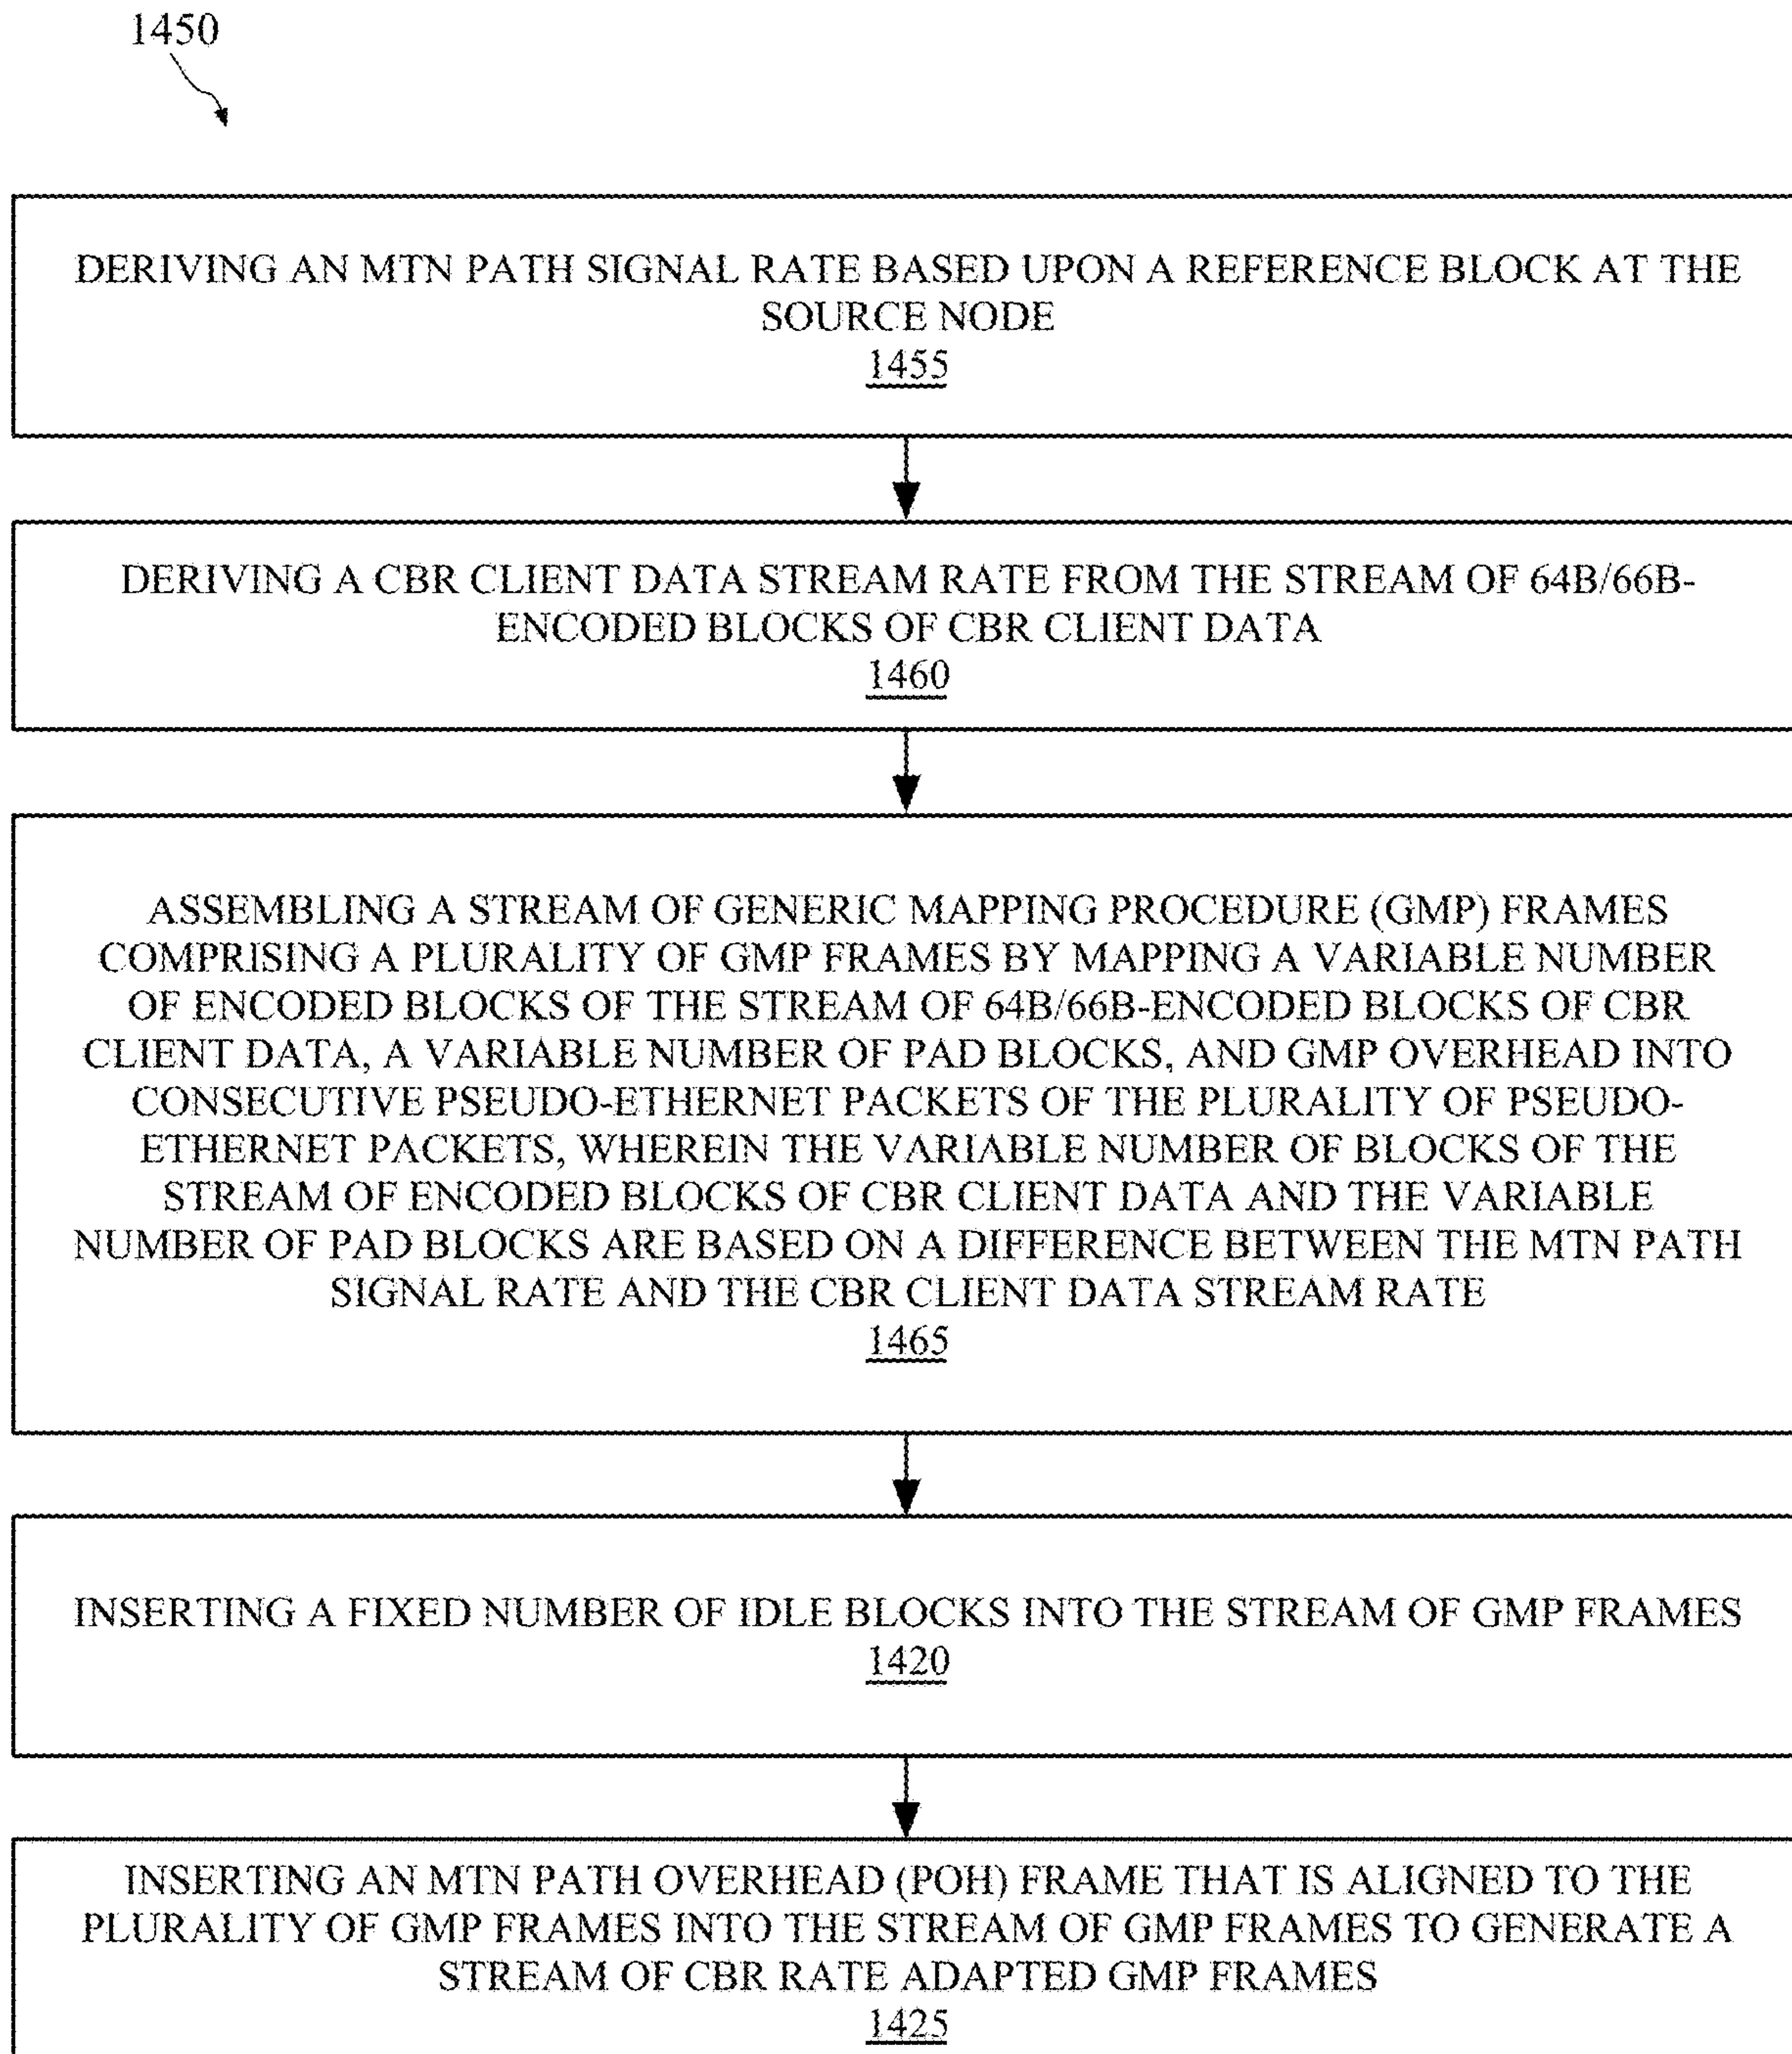 1450
DERIVING AN MTN PATH SIGNAL RATE BASED UPON A REFERENCE BLOCK AT THE
SOURCE NODE
1455
DERIVING A CBR CLIENT DATA STREAM RATE FROM THE STREAM OF 64B/66B-
ENCODED BLOCKS OF CBR CLIENT DATA
1460
ASSEMBLING A STREAM OF GENERIC MAPPING PROCEDURE (GMP) FRAMES
COMPRISING A PLURALITY OF GMP FRAMES BY MAPPING A VARIABLE NUMBER
OF ENCODED BLOCKS OF THE STREAM OF 64B/66B-ENCODED BLOCKS OF CBR
CLIENT DATA, A VARIABLE NUMBER OF PAD BLOCKS, AND GMP OVERHEAD INTO
CONSECUTIVE PSEUDO-ETHERNET PACKETS OF THE PLURALITY OF PSEUDO-
ETHERNET PACKETS, WHEREIN THE VARIABLE NUMBER OF BLOCKS OF THE
STREAM OF ENCODED BLOCKS OF CBR CLIENT DATA AND THE VARIABLE
NUMBER OF PAD BLOCKS ARE BASED ON A DIFFERENCE BETWEEN THE MTN PATH
SIGNAL RATE AND THE CBR CLIENT DATA STREAM RATE
1465
INSERTING A FIXED NUMBER OF IDLE BLOCKS INTO THE STREAM OF GMP FRAMES
1420
INSERTING AN MTN PATH OVERHEAD (POH) FRAME THAT IS ALIGNED TO THE
PLURALITY OF GMP FRAMES INTO THE STREAM OF GMP FRAMES TO GENERATE A
STREAM OF CBR RATE ADAPTED GMP FRAMES
1425